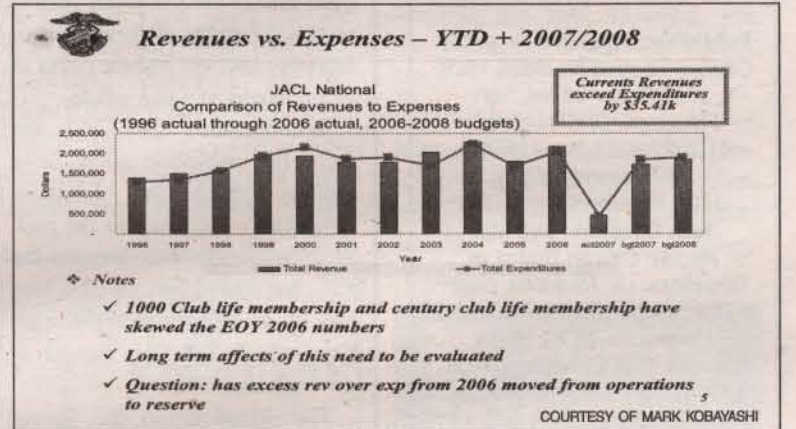 Revenues vs. Expenses – YTD + 2007/2008
JACL National
Comparison of Revenues to Expenses
(1996 actual through 2006 actual, 2006-2008 budgets)
Currents Revenues
exceed Expenditures
by $35.41k
2,500,000
2,000,000
1,500,000
1,000,000
500,000
-
Dollars
1996 1997 1998 1999 2000 2001 2002 2003 2004 2005 2006 act2007 bgt2007 bgt2008
Year
Total Revenue Total Expenditures
❖ Notes
✓ 1000 Club life membership and century club life membership have
skewed the EOY 2006 numbers
✓ Long term affects of this need to be evaluated
✓ Question: has excess rev over exp from 2006 moved from operations
to reserve
5
COURTESY OF MARK KOBAYASHI